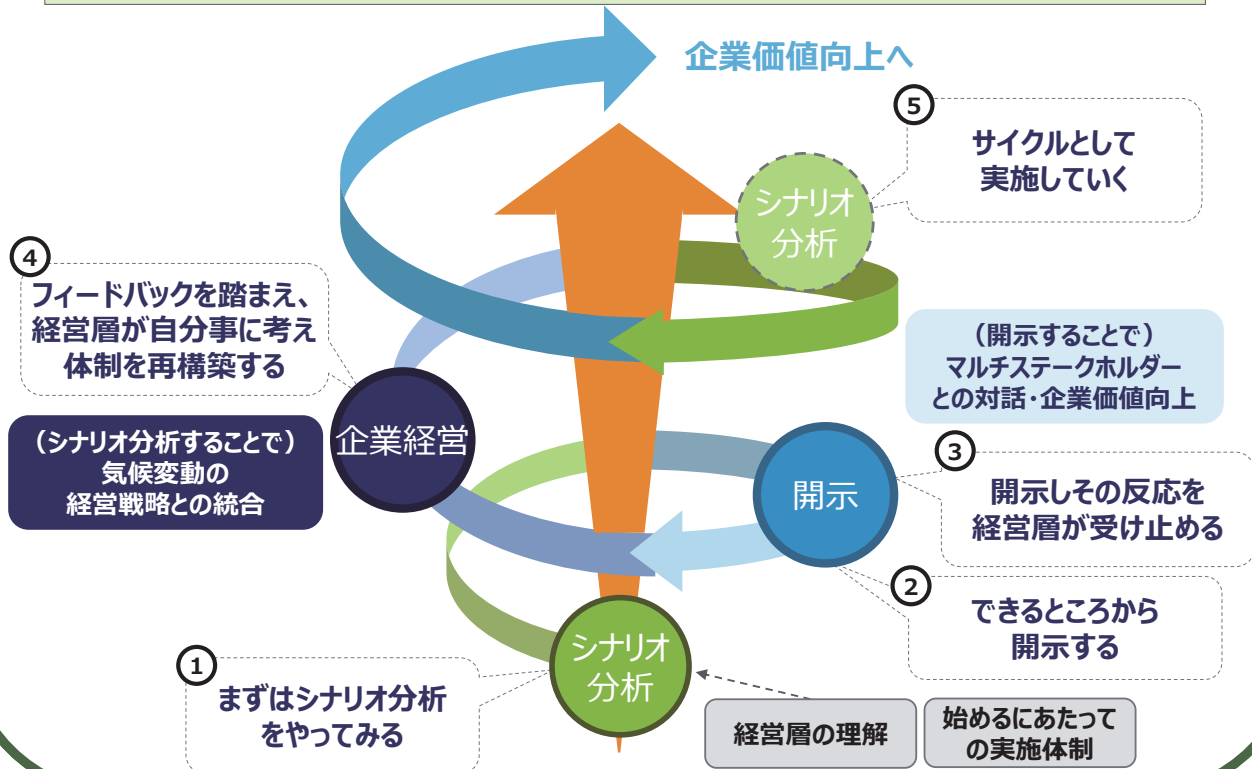 企業価値向上へ
⑤
サイクルとして
実施していく
シナリオ
分析
④
フィードバックを踏まえ、
経営層が自分事に考え
体制を再構築する
（開示することで）
マルチステークホルダー
との対話・企業価値向上
（シナリオ分析することで）
気候変動の
経営戦略との統合
企業経営
開示
③
開示しその反応を
経営層が受け止める
②
できるところから
開示する
シナリオ
分析
①
まずはシナリオ分析
をやってみる
経営層の理解
始めるにあたって
の実施体制